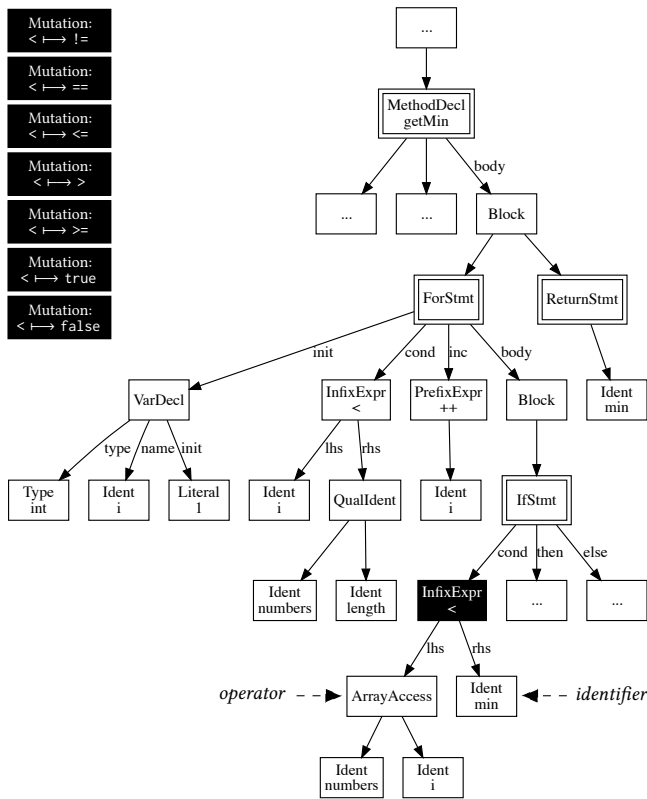 Mutation:
< ⟼ !=
Mutation:
< ⟼ ==
Mutation:
< ⟼ <=
Mutation:
< ⟼ >
Mutation:
< ⟼ >=
Mutation:
< ⟼ true
Mutation:
< ⟼ false
...
MethodDecl
getMin
body
...
...
Block
ForStmt
ReturnStmt
init
cond
inc
body
VarDecl
InfixExpr
<
PrefixExpr
++
Block
Ident
min
type
name
init
lhs
rhs
Type
int
Ident
i
Literal
1
Ident
i
QualIdent
Ident
i
IfStmt
cond
then
else
Ident
numbers
Ident
length
InfixExpr
<
...
...
lhs
rhs
operator
ArrayAccess
Ident
min
identifier
Ident
numbers
Ident
i